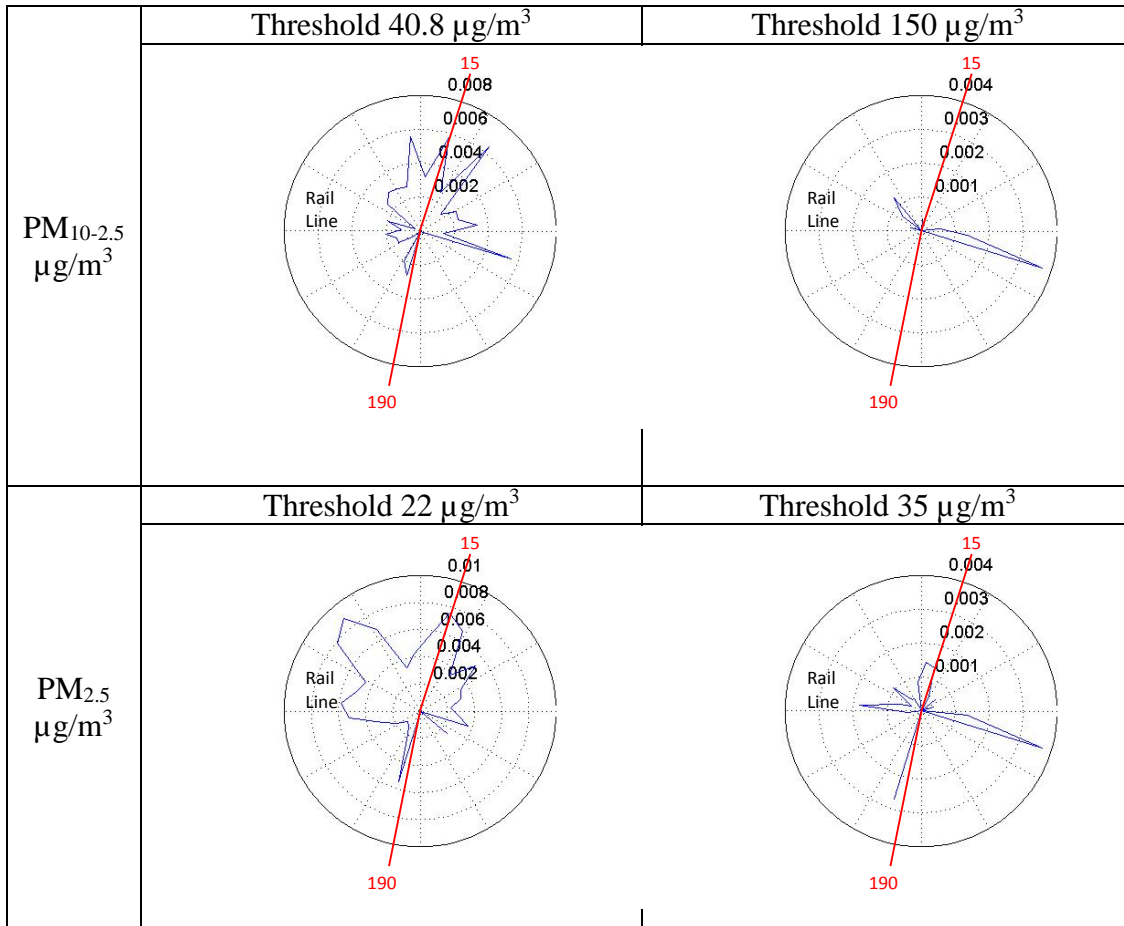 Threshold 40.8 µg/m³ Threshold 150 µg/m³
PM₁₀₋₂.₅
µg/m³
15
0.008
0.006
0.004
0.002
Rail
Line
190
15
0.004
0.003
0.002
0.001
Rail
Line
190
Threshold 22 µg/m³ Threshold 35 µg/m³
PM₂.₅
µg/m³
15
0.01
0.008
0.006
0.004
0.002
Rail
Line
190
15
0.004
0.003
0.002
0.001
Rail
Line
190